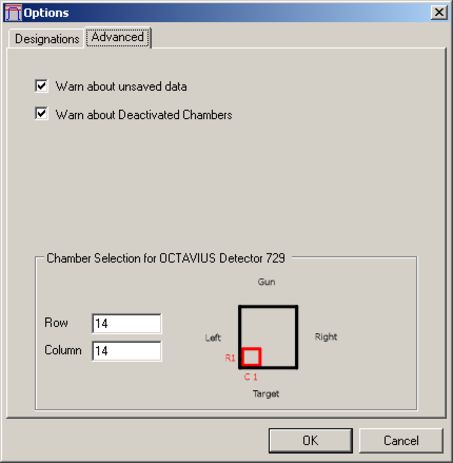 Options
Designations Advanced
Warn about unsaved data
Warn about Deactivated Chambers
Chamber Selection for OCTAVIUS Detector 729
Gun
Row 14
Left Right
Column 14
R1
C 1
Target
OK Cancel